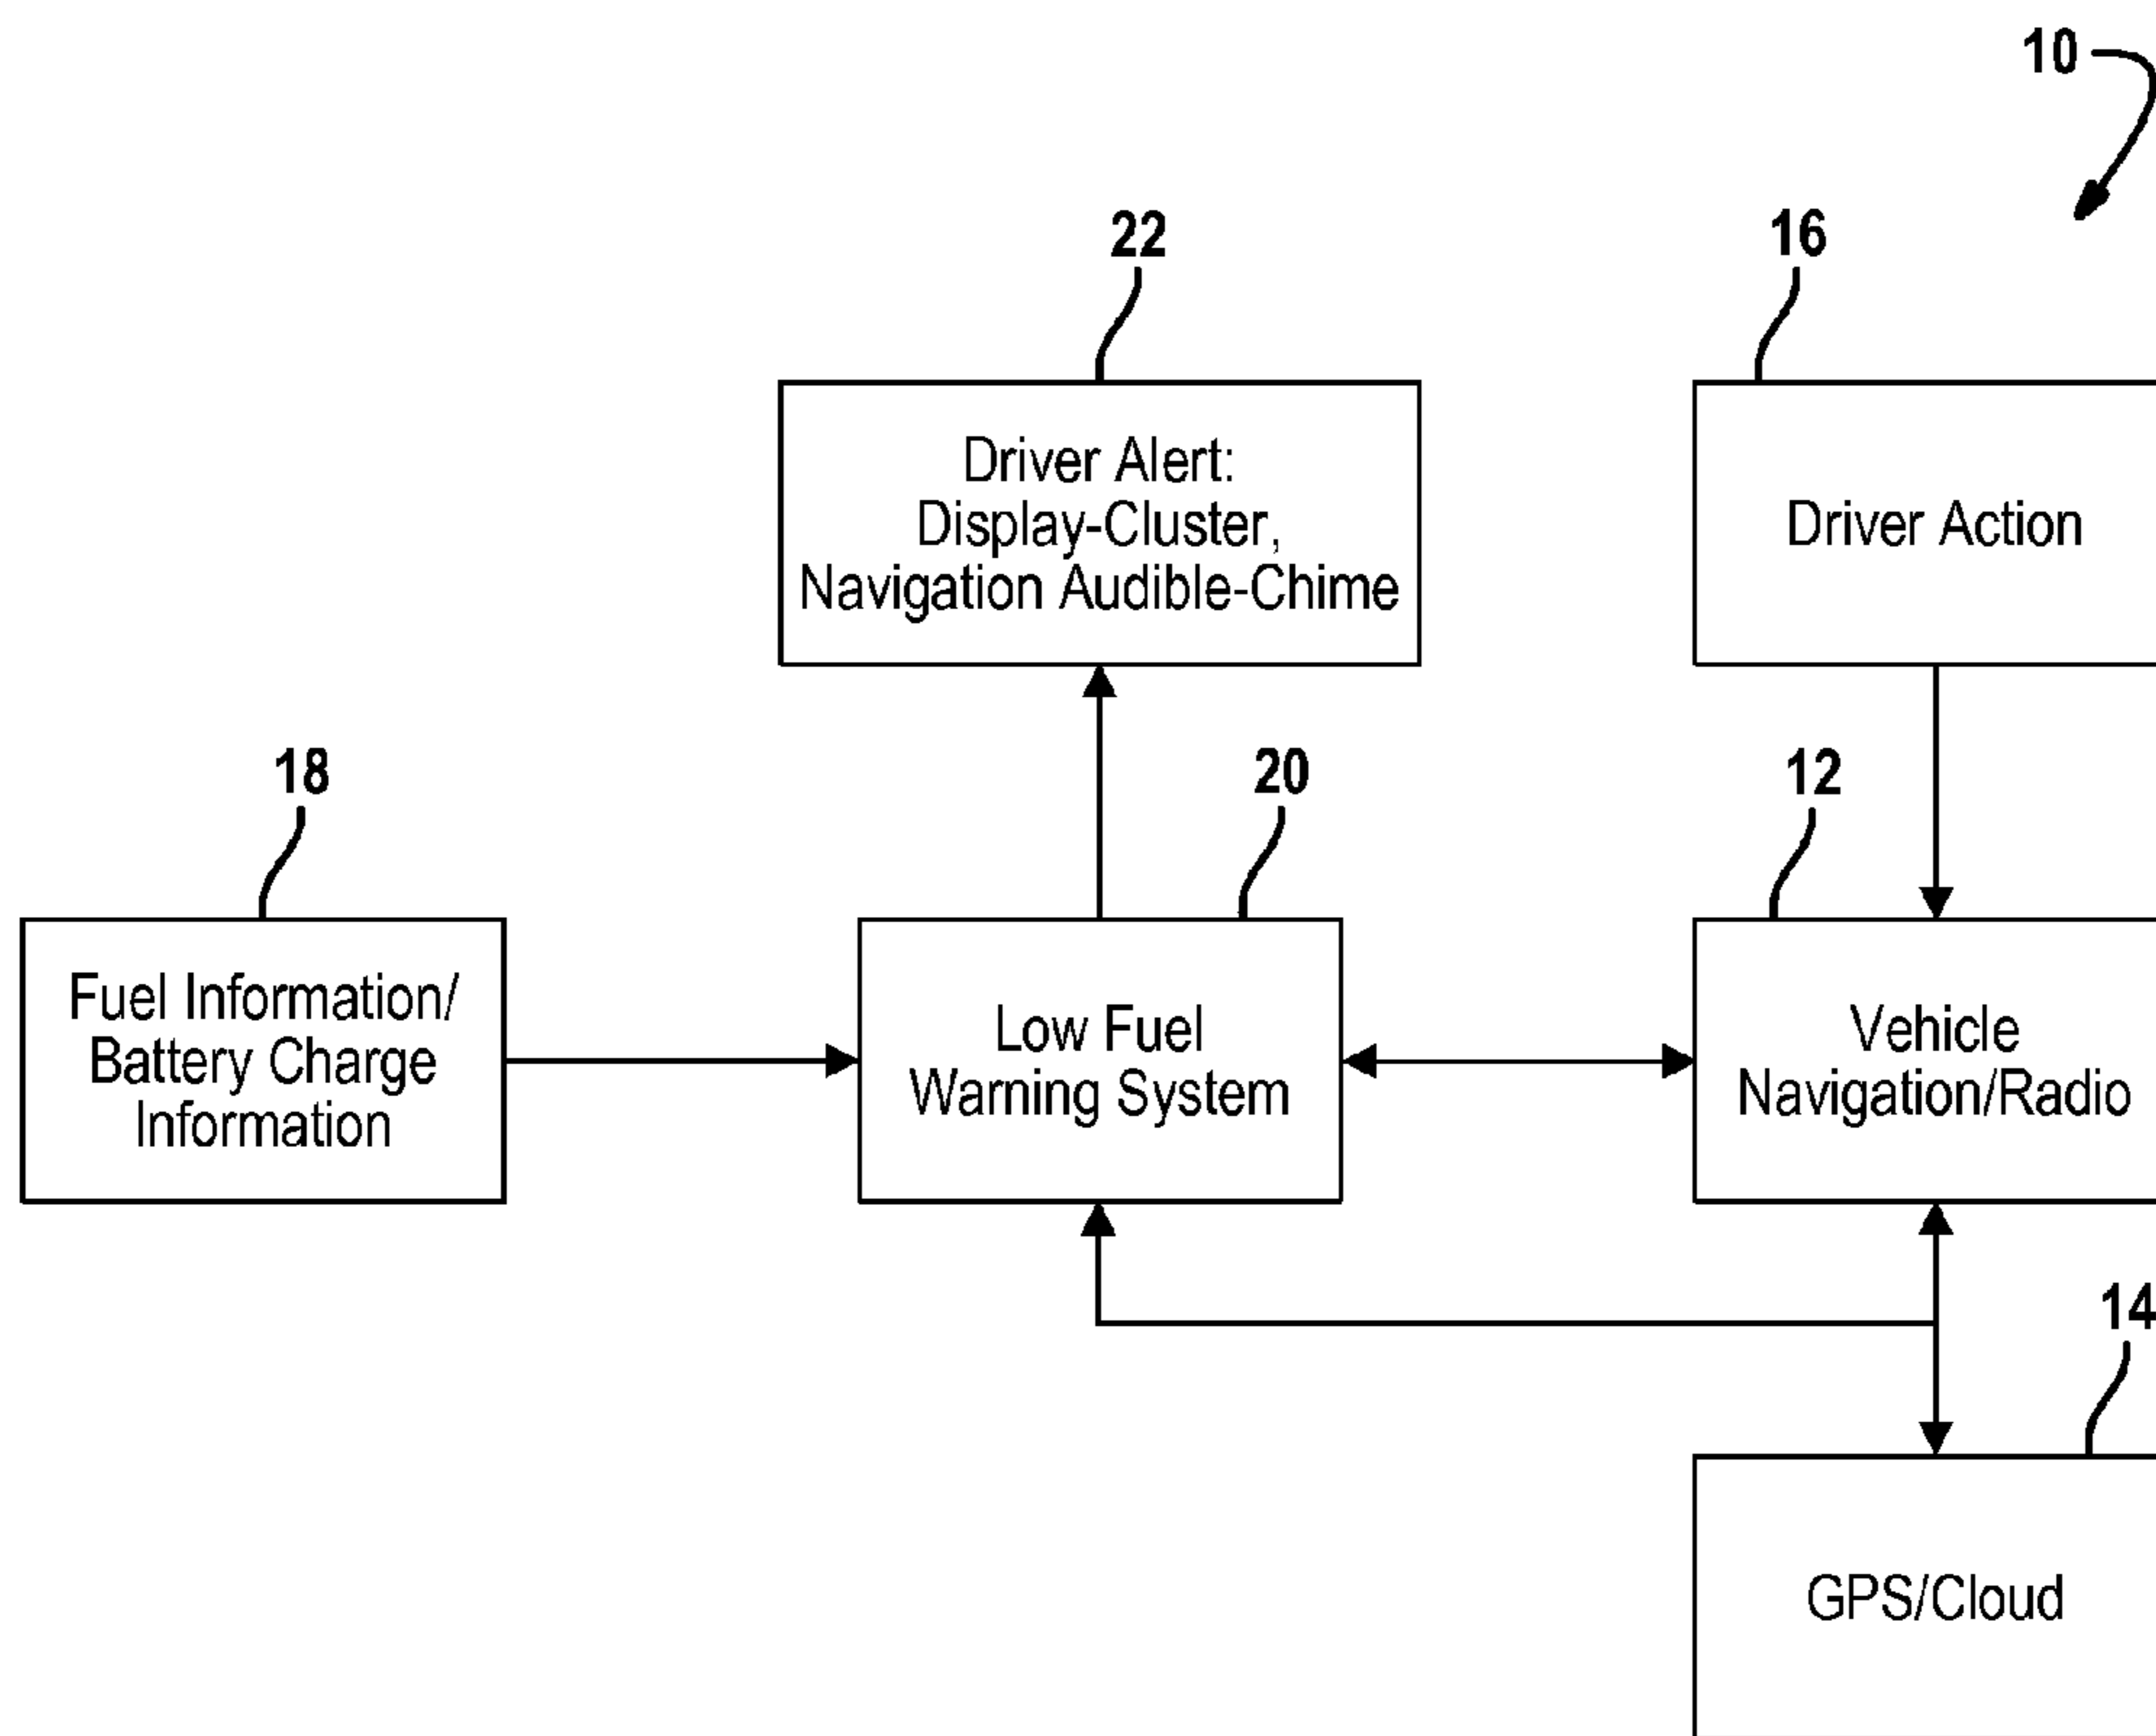 10
22
16
Driver Alert:
Display-Cluster,
Navigation Audible-Chime
Driver Action
18
20
12
Fuel Information/
Battery Charge
Information
Low Fuel
Warning System
Vehicle
Navigation/Radio
14
GPS/Cloud